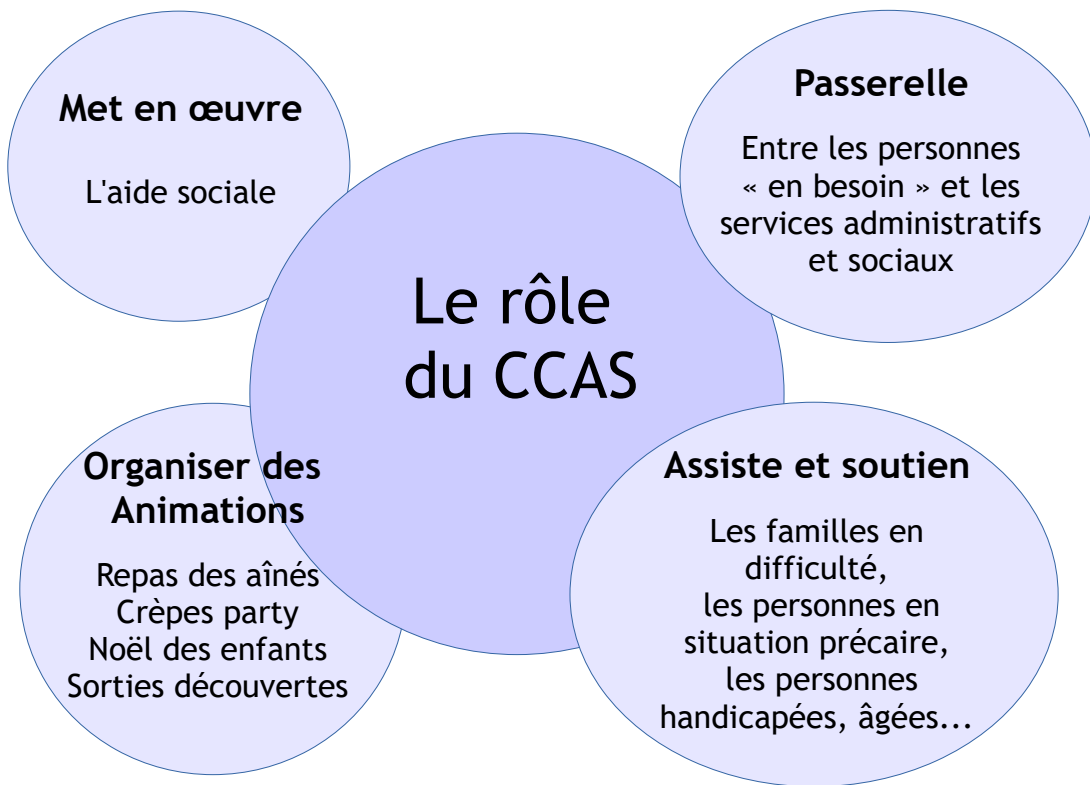 Met en œuvre
L'aide sociale
Passerelle
Entre les personnes
« en besoin » et les
services administratifs
et sociaux
Le rôle
du CCAS
Organiser des
Animations
Repas des aînés
Crèpes party
Noël des enfants
Sorties découvertes
Assiste et soutien
Les familles en
difficulté,
les personnes en
situation précaire,
les personnes
handicapées, âgées...